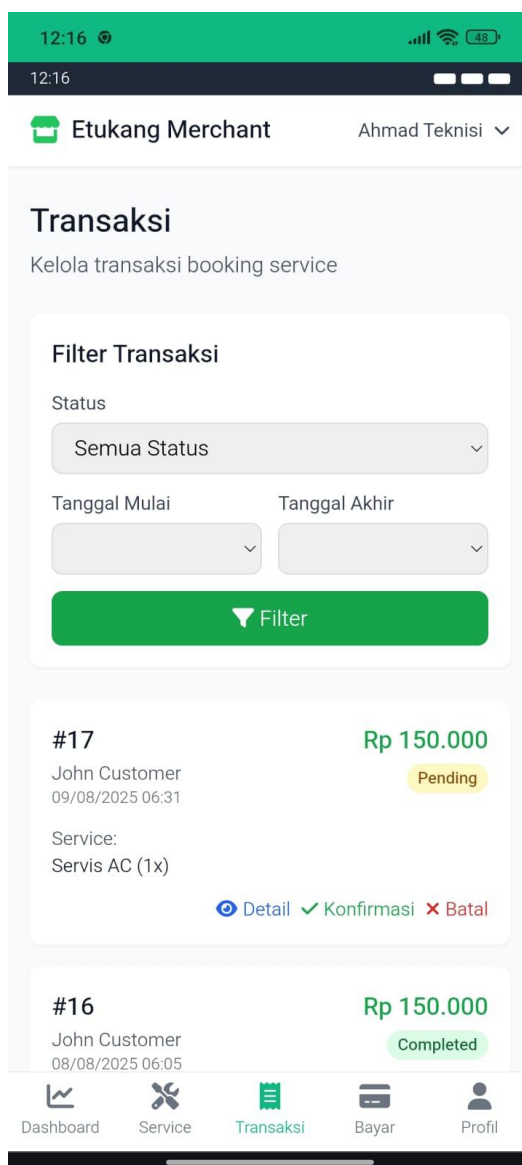 12:16
48
12:16
Etukang Merchant
Ahmad Teknisi
Transaksi
Kelola transaksi booking service
Filter Transaksi
Status
Semua Status
Tanggal Mulai
Tanggal Akhir
Filter
#17
Rp 150.000
John Customer
Pending
09/08/2025 06:31
Service:
Servis AC (1x)
Detail Konfirmasi Batal
#16
Rp 150.000
John Customer
Completed
08/08/2025 06:05
Dashboard Service Transaksi Bayar Profil